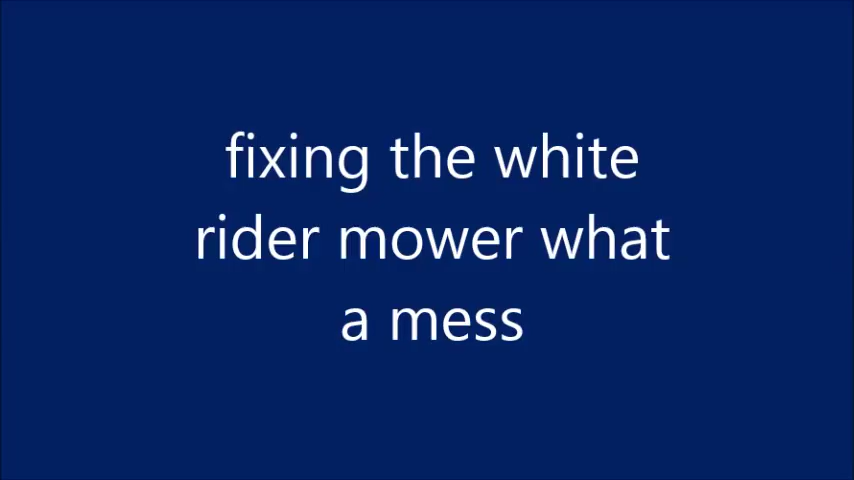 fixing the white
rider mower what
a mess